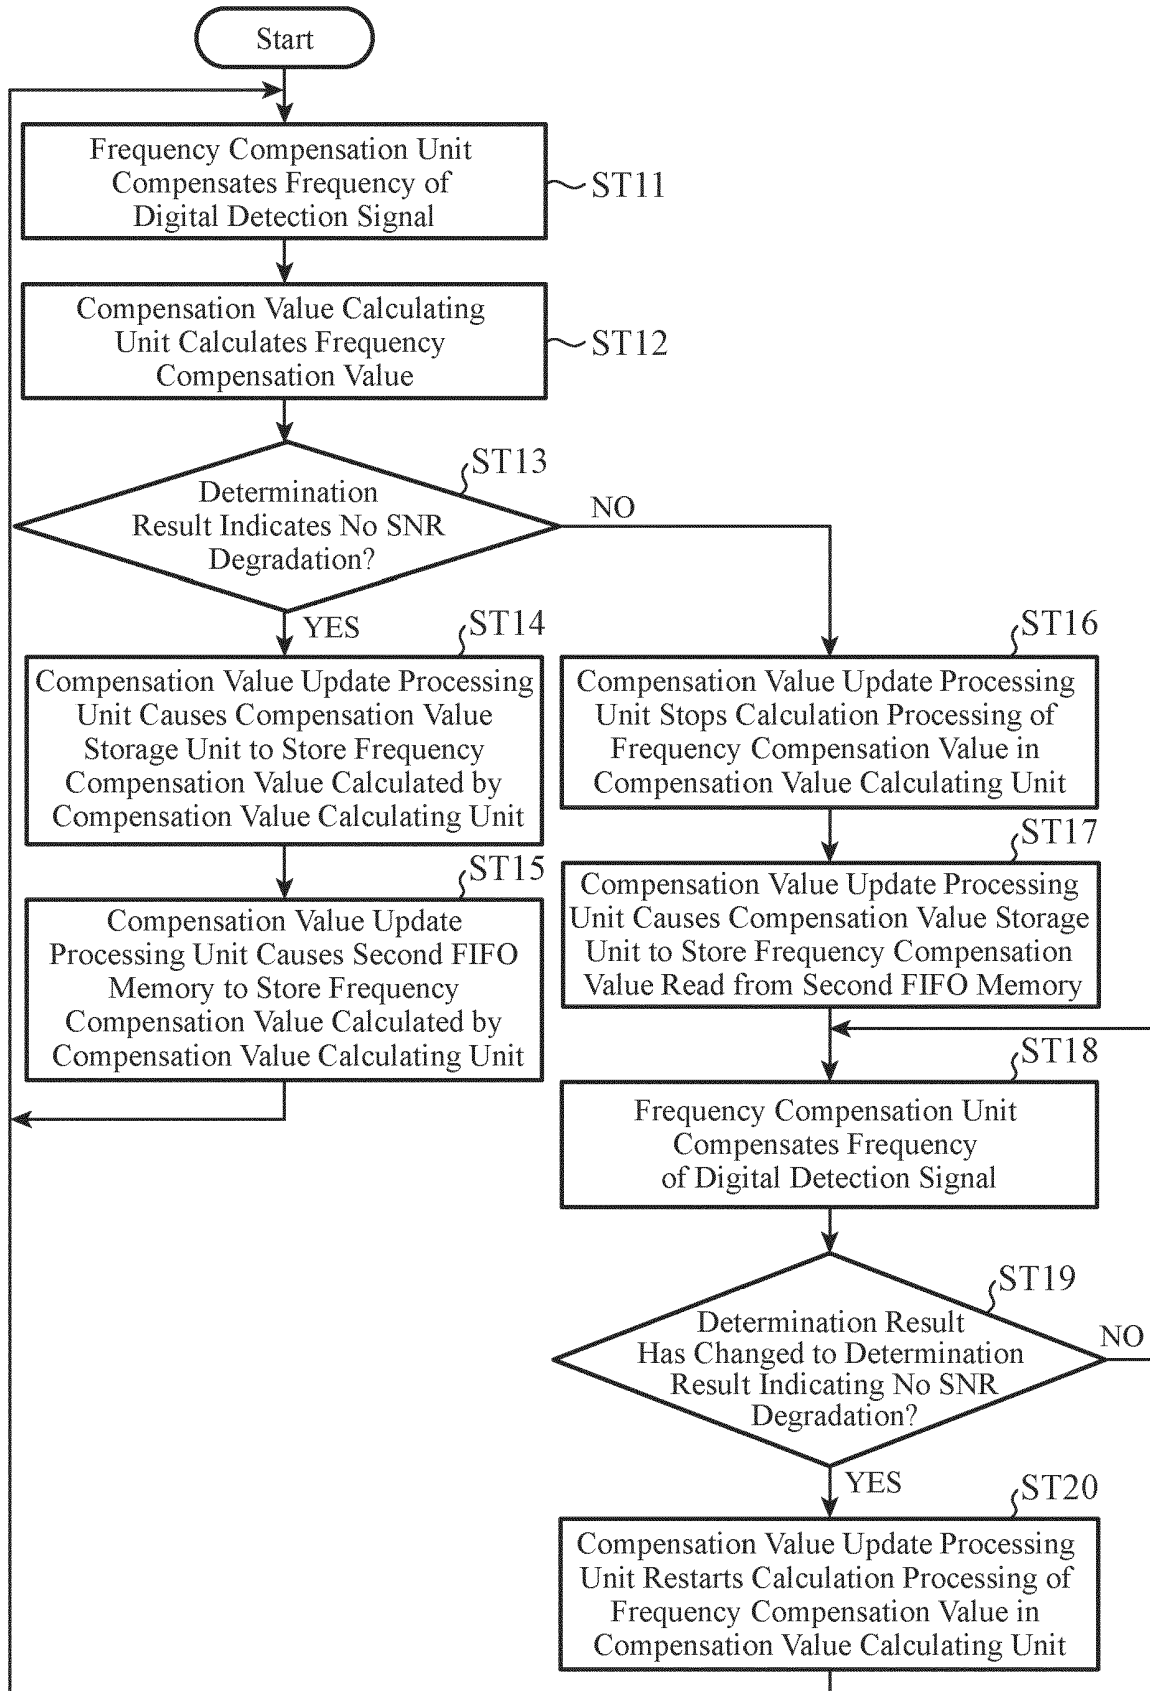 Start
Frequency Compensation Unit
Compensates Frequency of
Digital Detection Signal
ST11
Compensation Value Calculating
Unit Calculates Frequency
Compensation Value
ST12
ST13
Determination
Result Indicates No SNR
Degradation?
NO
YES
ST14
Compensation Value Update Processing
Unit Causes Compensation Value
Storage Unit to Store Frequency
Compensation Value Calculated by
Compensation Value Calculating Unit
ST15
Compensation Value Update
Processing Unit Causes Second FIFO
Memory to Store Frequency
Compensation Value Calculated by
Compensation Value Calculating Unit
ST16
Compensation Value Update Processing
Unit Stops Calculation Processing of
Frequency Compensation Value in
Compensation Value Calculating Unit
ST17
Compensation Value Update Processing
Unit Causes Compensation Value Storage
Unit to Store Frequency Compensation
Value Read from Second FIFO Memory
ST18
Frequency Compensation Unit
Compensates Frequency
of Digital Detection Signal
ST19
Determination Result
Has Changed to Determination
Result Indicating No SNR
Degradation?
NO
YES
ST20
Compensation Value Update Processing
Unit Restarts Calculation Processing of
Frequency Compensation Value in
Compensation Value Calculating Unit